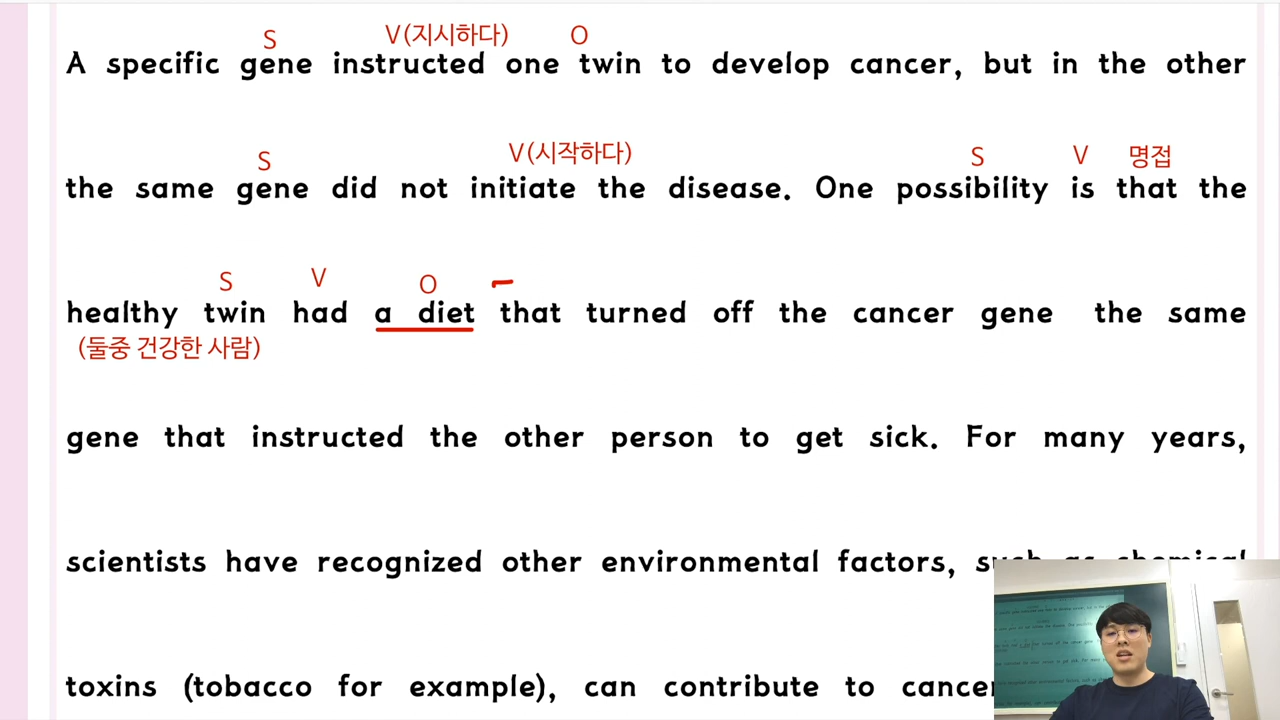 S V(지시하다) O
A specific gene instructed one twin to develop cancer, but in the other
S V(시작하다) S V 명접
the same gene did not initiate the disease. One possibility is that the
S V O
healthy twin had a diet that turned off the cancer gene the same
(둘중 건강한 사람)
gene that instructed the other person to get sick. For many years,
scientists have recognized other environmental factors, such as chemical
toxins (tobacco for example), can contribute to cancer